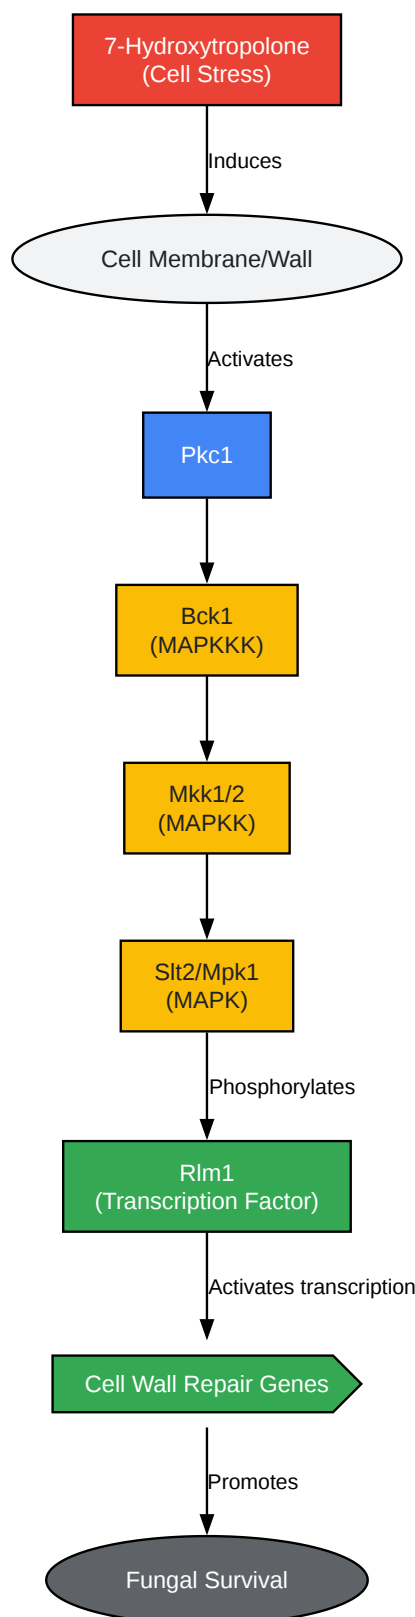 7-Hydroxytropolone
(Cell Stress)
Induces
Cell Membrane/Wall
Activates
Pkc1
Bck1
(MAPKKK)
Mkk1/2
(MAPKK)
Slt2/Mpk1
(MAPK)
Phosphorylates
Rlm1
(Transcription Factor)
Activates transcription
Cell Wall Repair Genes
Promotes
Fungal Survival